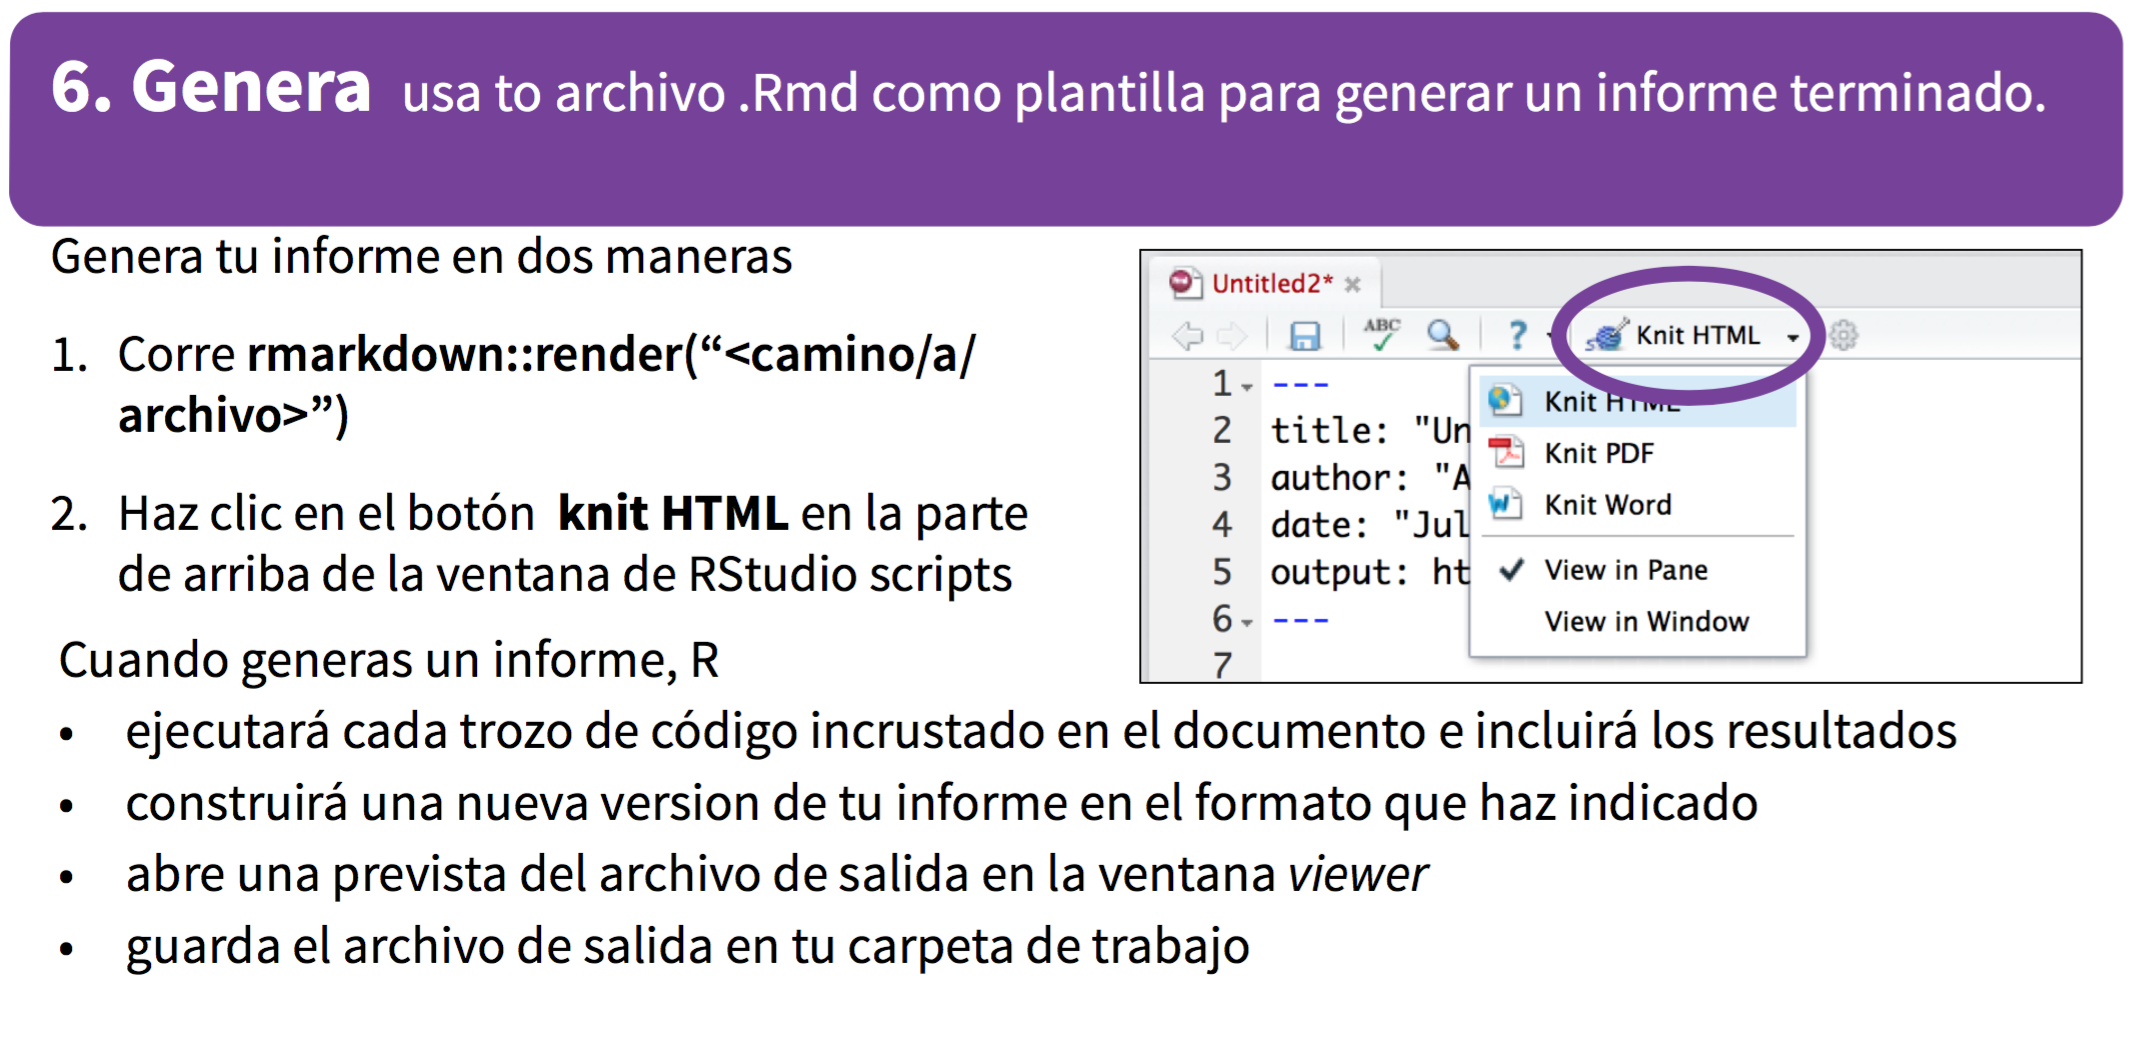 6. Genera usa to archivo .Rmd como plantilla para generar un informe terminado.
Genera tu informe en dos maneras
1. Corre rmarkdown::render(“<camino/a/
archivo>”)
2. Haz clic en el botón knit HTML en la parte
de arriba de la ventana de RStudio scripts
Cuando generas un informe, R
• ejecutará cada trozo de código incrustado en el documento e incluirá los resultados
• construirá una nueva version de tu informe en el formato que haz indicado
• abre una prevista del archivo de salida en la ventana viewer
• guarda el archivo de salida en tu carpeta de trabajo
Untitled2*
ABC ? Knit HTML
1 ---
2 title: "Un
3 author: "A
4 date: "Jul
5 output: ht
6 ---
7
Knit HTML
Knit PDF
Knit Word
View in Pane
View in Window